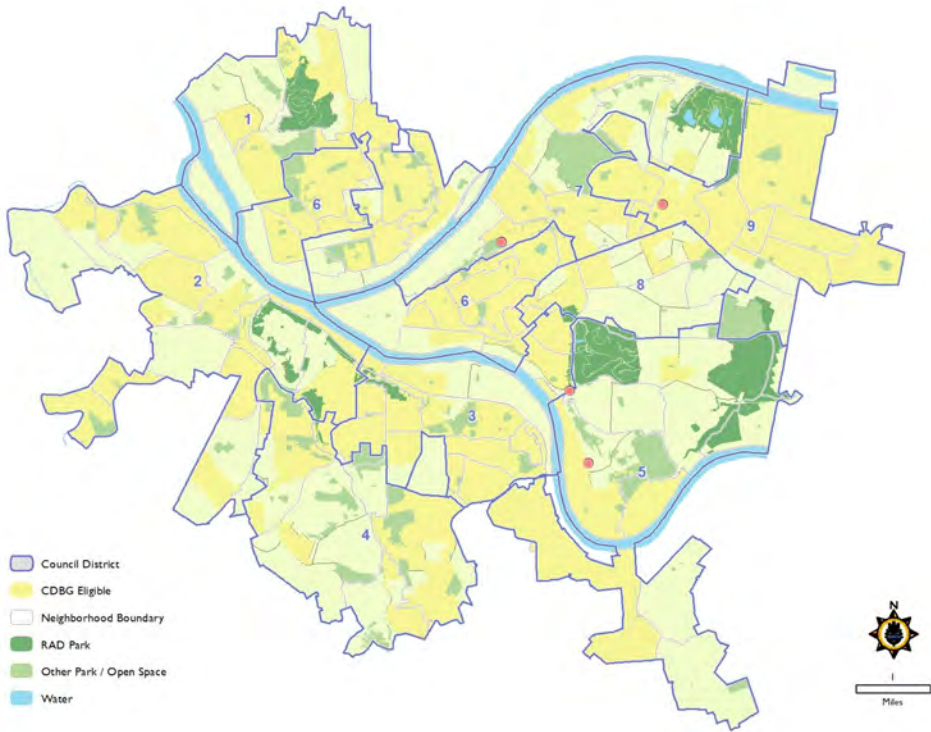 1
7
6
9
2
8
6
3
5
4
Council District
CDBG Eligible
Neighborhood Boundary
RAD Park
Other Park / Open Space
Water
N
1
Miles